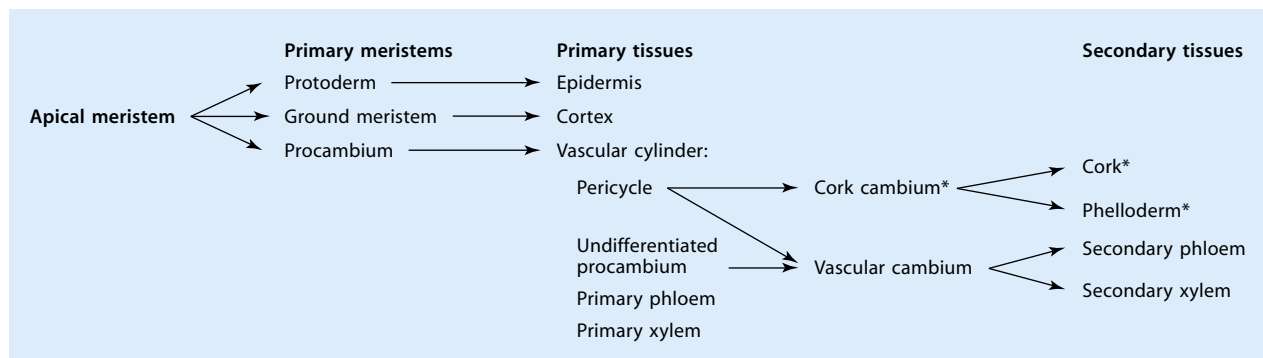 Primary meristems Primary tissues Secondary tissues
Protoderm Epidermis
Apical meristem Ground meristem Cortex
Procambium Vascular cylinder:
Cork*
Pericycle Cork cambium*
Phelloderm*
Undifferentiated
procambium Vascular cambium
Secondary phloem
Secondary xylem
Primary phloem
Primary xylem